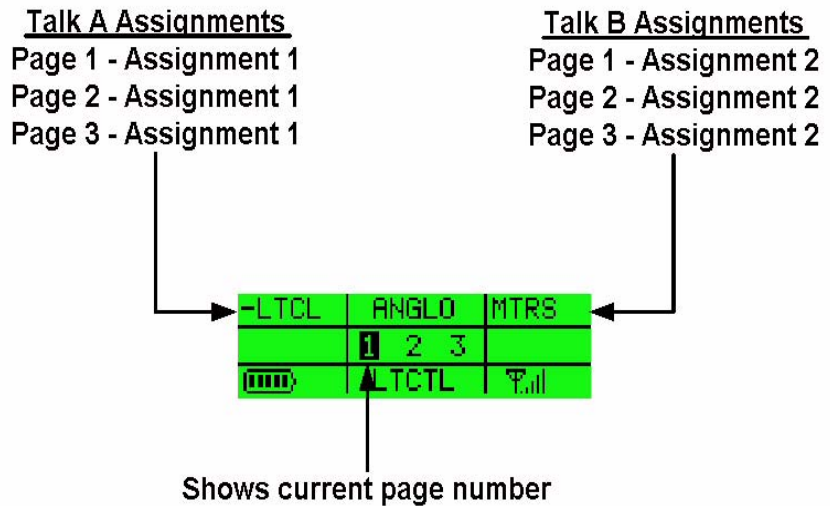 Talk A Assignments
Page 1 - Assignment 1
Page 2 - Assignment 1
Page 3 - Assignment 1
Talk B Assignments
Page 1 - Assignment 2
Page 2 - Assignment 2
Page 3 - Assignment 2
-LTCL ANGLO MTRS
1 2 3
LTCTL
Shows current page number